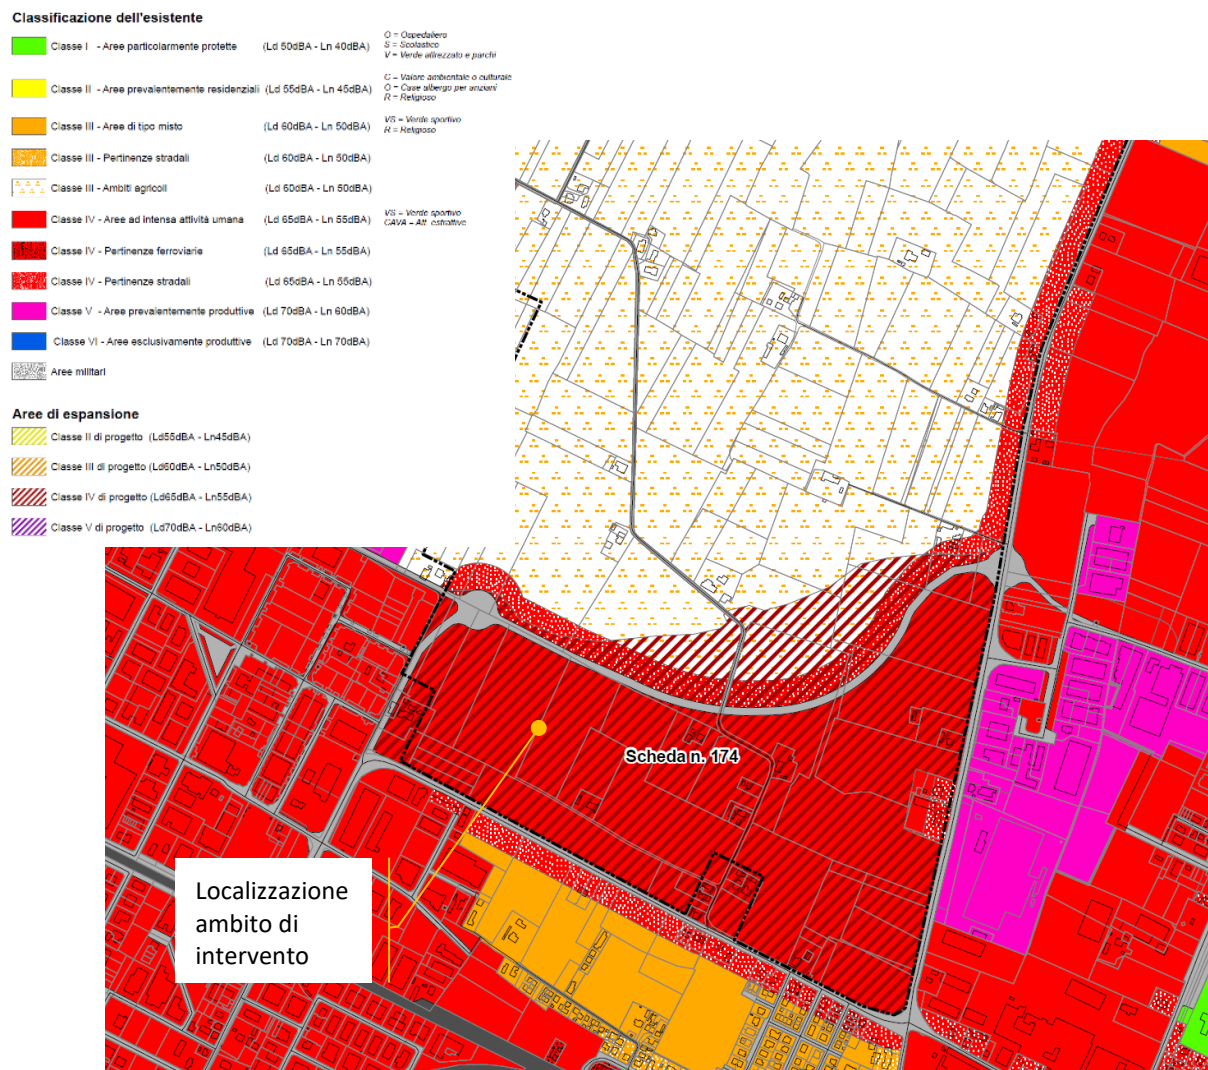 Classificazione dell'esistente
Classe I - Aree particolarmente protette (Ld 50dBA - Ln 40dBA)
O = Ospedaliero
S = Scolastico
V = Verde attrezzato e parchi
Classe II - Aree prevalentemente residenziali (Ld 55dBA - Ln 45dBA)
C = Valore ambientale o culturale
O = Case albergo per anziani
R = Religioso
Classe III - Aree di tipo misto (Ld 60dBA - Ln 50dBA)
VS = Verde sportivo
R = Religioso
Classe III - Pertinenze stradali (Ld 60dBA - Ln 50dBA)
Classe III - Ambiti agricoli (Ld 60dBA - Ln 50dBA)
Classe IV - Aree ad intensa attività umana (Ld 65dBA - Ln 55dBA)
VS = Verde sportivo
CAVA = Att. estrattive
Classe IV - Pertinenze ferroviarie (Ld 65dBA - Ln 55dBA)
Classe IV - Pertinenze stradali (Ld 65dBA - Ln 55dBA)
Classe V - Aree prevalentemente produttive (Ld 70dBA - Ln 60dBA)
Classe VI - Aree esclusivamente produttive (Ld 70dBA - Ln 70dBA)
Aree militari
Aree di espansione
Classe II di progetto (Ld55dBA - Ln45dBA)
Classe III di progetto (Ld60dBA - Ln50dBA)
Classe IV di progetto (Ld65dBA - Ln55dBA)
Classe V di progetto (Ld70dBA - Ln60dBA)
Scheda n. 174
Localizzazione
ambito di
intervento